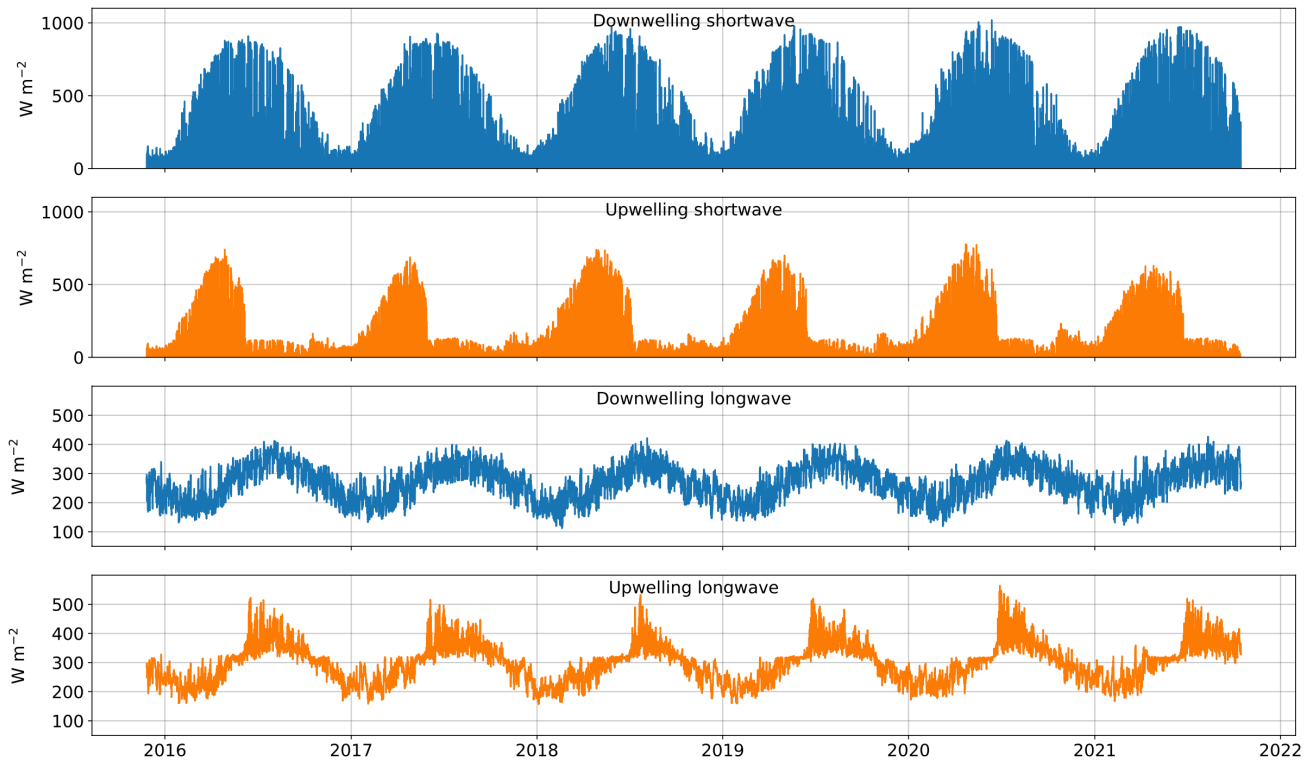 Downwelling shortwave
1000
500
0
W m⁻²
Upwelling shortwave
1000
500
0
W m⁻²
Downwelling longwave
500
400
300
200
100
W m⁻²
Upwelling longwave
500
400
300
200
100
W m⁻²
2016 2017 2018 2019 2020 2021 2022